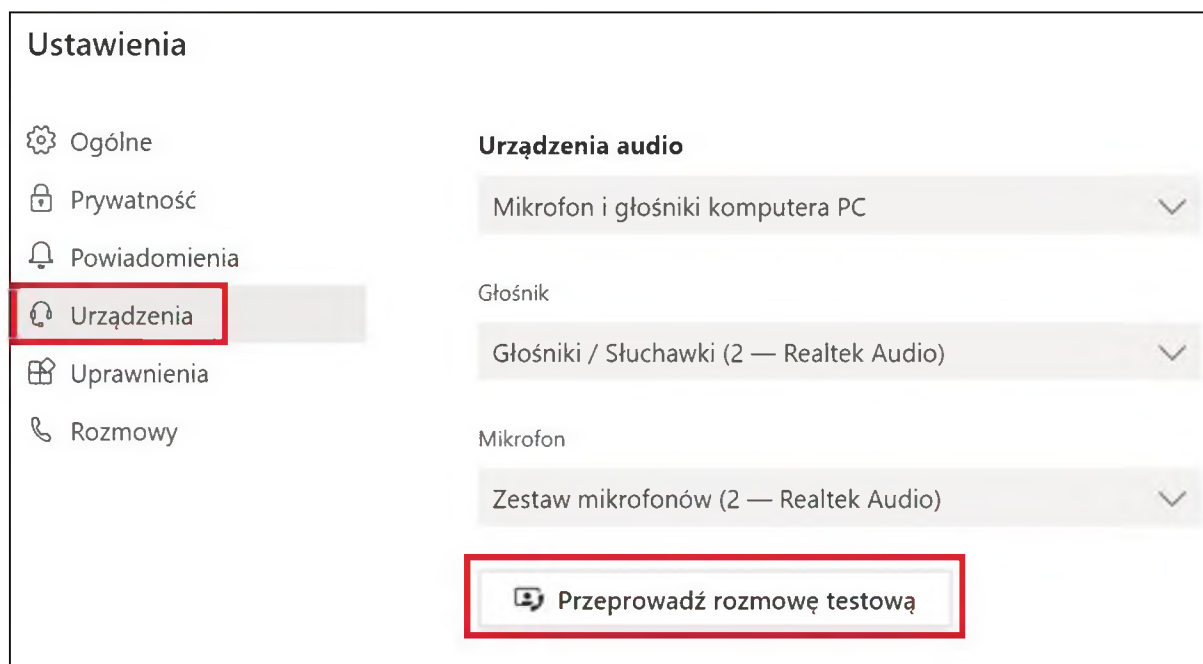 Ustawienia
Ogólne
Prywatność
Powiadomienia
Urządzenia
Uprawnienia
Rozmowy
Urządzenia audio
Mikrofon i głośniki komputera PC
Głośnik
Głośniki / Słuchawki (2 — Realtek Audio)
Mikrofon
Zestaw mikrofonów (2 — Realtek Audio)
Przeprowadź rozmowę testową